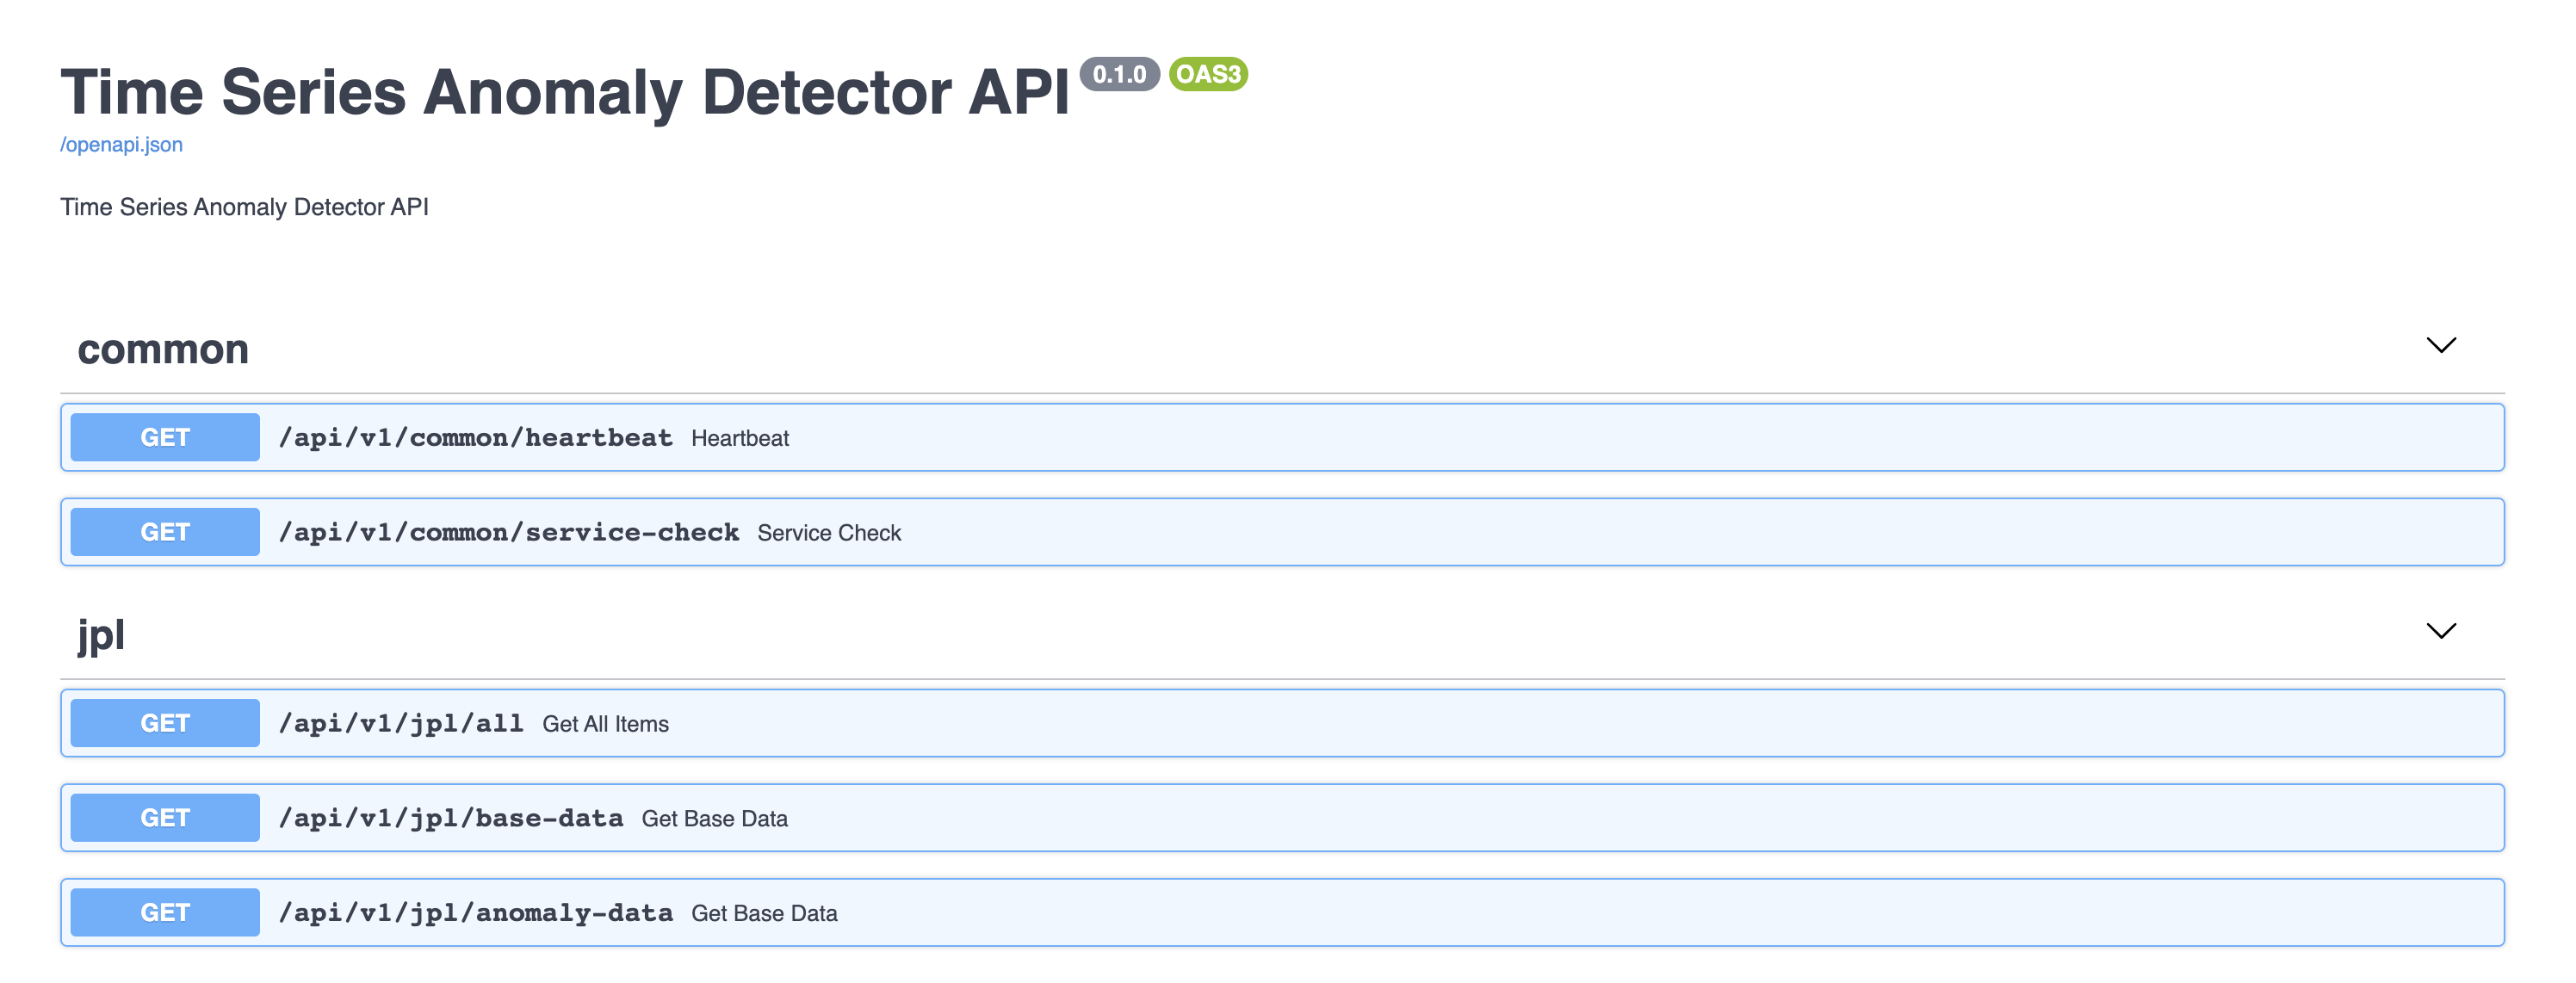 Time Series Anomaly Detector API 0.1.0 OAS3
/openapi.json
Time Series Anomaly Detector API
common
GET /api/v1/common/heartbeat Heartbeat
GET /api/v1/common/service-check Service Check
jpl
GET /api/v1/jpl/all Get All Items
GET /api/v1/jpl/base-data Get Base Data
GET /api/v1/jpl/anomaly-data Get Base Data